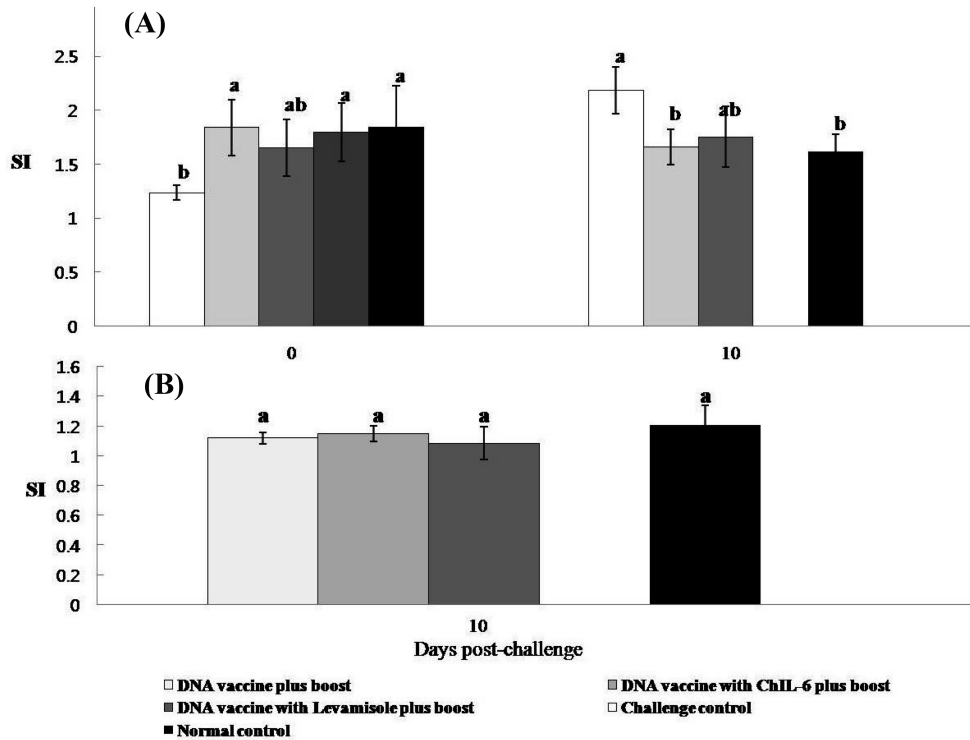 (A)
2.5
2
1.5
1
0.5
0
SI
b
a
ab
a
a
a
b
ab
b
0
10
(B)
1.6
1.4
1.2
1
0.8
0.6
0.4
0.2
0
SI
a
a
a
a
10
Days post-challenge
DNA vaccine plus boost
DNA vaccine with ChIL-6 plus boost
DNA vaccine with Levamisole plus boost
Challenge control
Normal control